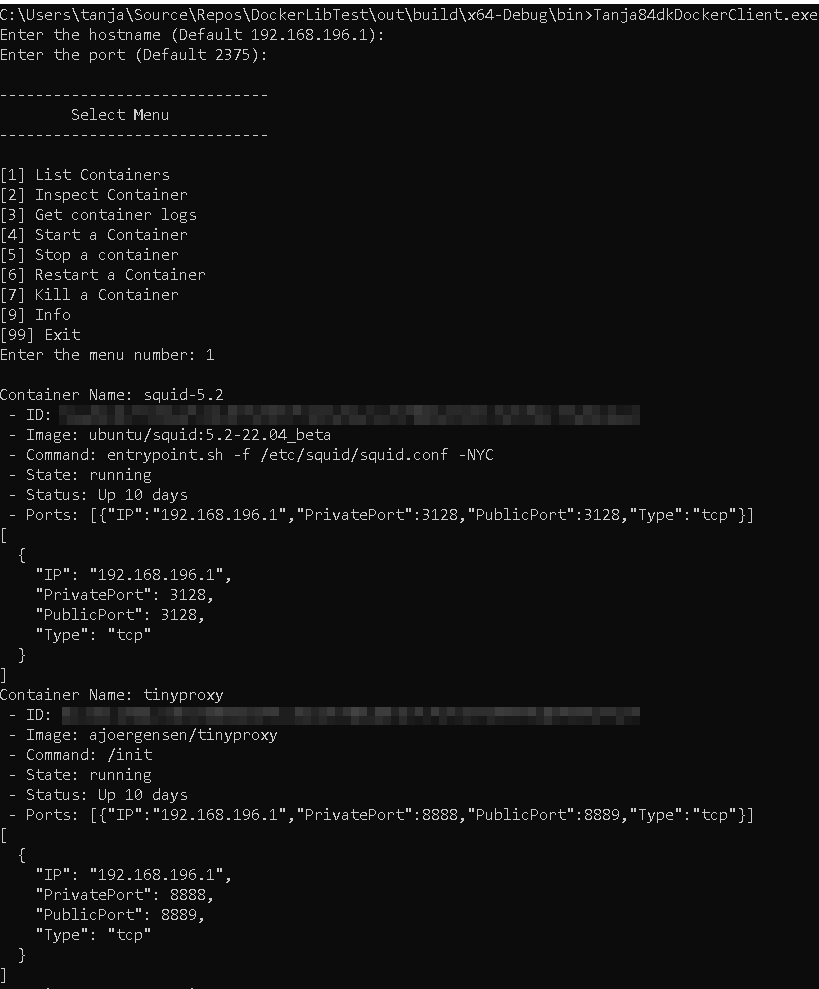 C:\Users\tanja\Source\Repos\DockerLibTest\out\build\x64-Debug\bin>Tanja84dkDockerClient.exe
Enter the hostname (Default 192.168.196.1):
Enter the port (Default 2375):
------------------------------
        Select Menu
------------------------------
[1] List Containers
[2] Inspect Container
[3] Get container logs
[4] Start a Container
[5] Stop a container
[6] Restart a Container
[7] Kill a Container
[9] Info
[99] Exit
Enter the menu number: 1
Container Name: squid-5.2
 - ID:
 - Image: ubuntu/squid:5.2-22.04_beta
 - Command: entrypoint.sh -f /etc/squid/squid.conf -NYC
 - State: running
 - Status: Up 10 days
 - Ports: [{"IP":"192.168.196.1","PrivatePort":3128,"PublicPort":3128,"Type":"tcp"}]
[
  {
    "IP": "192.168.196.1",
    "PrivatePort": 3128,
    "PublicPort": 3128,
    "Type": "tcp"
  }
]
Container Name: tinyproxy
 - ID:
 - Image: ajoergensen/tinyproxy
 - Command: /init
 - State: running
 - Status: Up 10 days
 - Ports: [{"IP":"192.168.196.1","PrivatePort":8888,"PublicPort":8889,"Type":"tcp"}]
[
  {
    "IP": "192.168.196.1",
    "PrivatePort": 8888,
    "PublicPort": 8889,
    "Type": "tcp"
  }
]